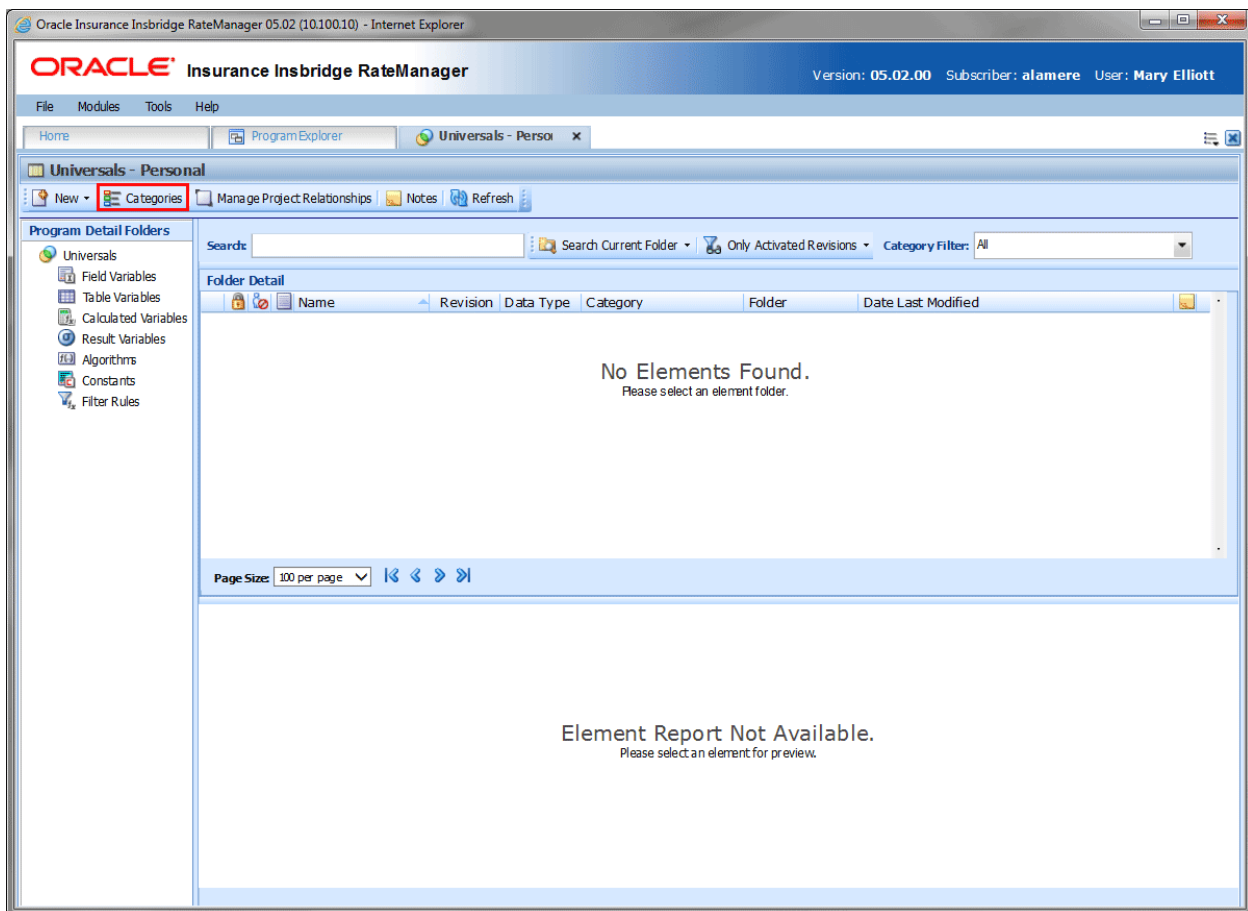 Oracle Insurance Insbridge RateManager 05.02 (10.100.10) - Internet Explorer
ORACLE Insurance Insbridge RateManager
Version: 05.02.00 Subscriber: alamere User: Mary Elliott
File Modules Tools Help
Home Program Explorer Universals - Perso
Universals - Personal
New Categories Manage Project Relationships Notes Refresh
Program Detail Folders
Universals
Field Variables
Table Variables
Calculated Variables
Result Variables
Algorithms
Constants
Filter Rules
Search: Search Current Folder Only Activated Revisions Category Filter: All
Folder Detail
Name Revision Data Type Category Folder Date Last Modified
No Elements Found.
Please select an element folder.
Page Size: 100 per page
Element Report Not Available.
Please select an element for preview.